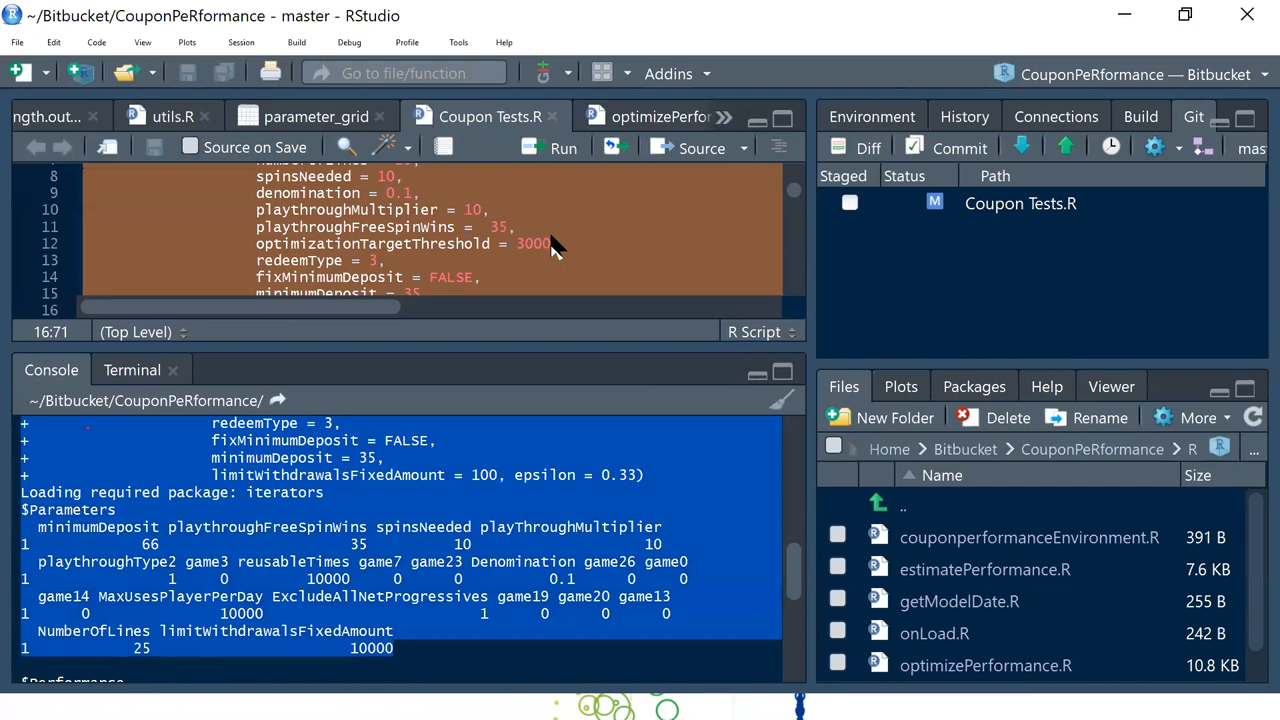 ~/Bitbucket/CouponPeRformance - master - RStudio
File Edit Code View Plots Session Build Debug Profile Tools Help
Go to file/function
Addins
CouponPeRformance — Bitbucket
ngth.out...
utils.R
parameter_grid
Coupon Tests.R
optimizePerfor
Source on Save
Run
Source
8 spinsNeeded = 10,
9 denomination = 0.1,
10 playthroughMultiplier = 10,
11 playthroughFreeSpinWins = 35,
12 optimizationTargetThreshold = 3000
13 redeemType = 3,
14 fixMinimumDeposit = FALSE,
15 minimumDeposit = 35
16
16:71 (Top Level) R Script
Console Terminal
~/Bitbucket/CouponPeRformance/
+ redeemType = 3,
+ fixMinimumDeposit = FALSE,
+ minimumDeposit = 35,
+ limitWithdrawalsFixedAmount = 100, epsilon = 0.33)
Loading required package: iterators
$Parameters
minimumDeposit playthroughFreeSpinWins spinsNeeded playThroughMultiplier
1 66 35 10 10
playthroughType2 game3 reusableTimes game7 game23 Denomination game26 game0
1 1 0 10000 0 0 0.1 0 0
game14 MaxUsesPlayerPerDay ExcludeAllNetProgressives game19 game20 game13
1 0 10000 1 0 0 0
NumberOfLines limitWithdrawalsFixedAmount
1 25 10000
$Performance
Environment History Connections Build Git
Diff Commit mas
Staged Status Path
M Coupon Tests.R
Files Plots Packages Help Viewer
New Folder Delete Rename More
Home Bitbucket CouponPeRformance R ...
Name Size
..
couponperformanceEnvironment.R 391 B
estimatePerformance.R 7.6 KB
getModelDate.R 255 B
onLoad.R 242 B
optimizePerformance.R 10.8 KB